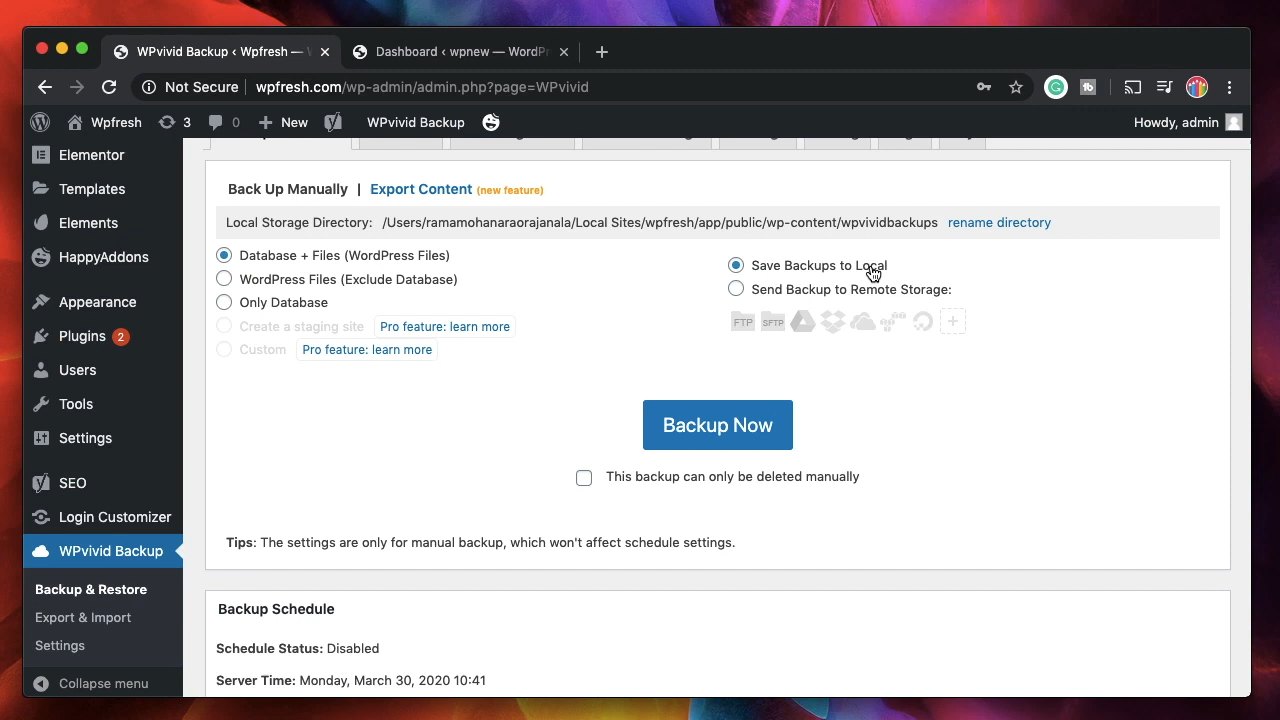 WPvivid Backup ‹ Wpfresh —
Dashboard ‹ wpnew — WordPr
Not Secure
wpfresh.com/wp-admin/admin.php?page=WPvivid
Wpfresh
3
0
New
WPvivid Backup
Howdy, admin
Elementor
Templates
Elements
HappyAddons
Appearance
Plugins 2
Users
Tools
Settings
SEO
Login Customizer
WPvivid Backup
Backup & Restore
Export & Import
Settings
Collapse menu
Back Up Manually | Export Content (new feature)
Local Storage Directory: /Users/ramamohanaraorajanala/Local Sites/wpfresh/app/public/wp-content/wpvividbackups rename directory
Database + Files (WordPress Files)
WordPress Files (Exclude Database)
Only Database
Create a staging site Pro feature: learn more
Custom Pro feature: learn more
Save Backups to Local
Send Backup to Remote Storage:
FTP SFTP
Backup Now
This backup can only be deleted manually
Tips: The settings are only for manual backup, which won't affect schedule settings.
Backup Schedule
Schedule Status: Disabled
Server Time: Monday, March 30, 2020 10:41